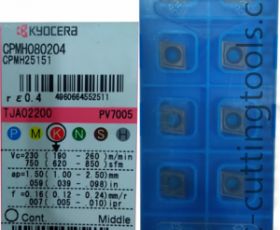 KYOCERA
CPMH080204
CPMH25151
rε0.4 4960664552511
TJA02200 PV7005
P M K N S H
Vc=230 ( 190 - 260) m/min
750 ( 620 - 850) sfm
ap=1.50( 1.00 - 2.50) mm
.059( .039 - .098) in
f =0.16 ( 0.12 - 0.24) mm/r
.007 ( .005 - .010) ipr
Cont. Middle
e-cuttingtools.com